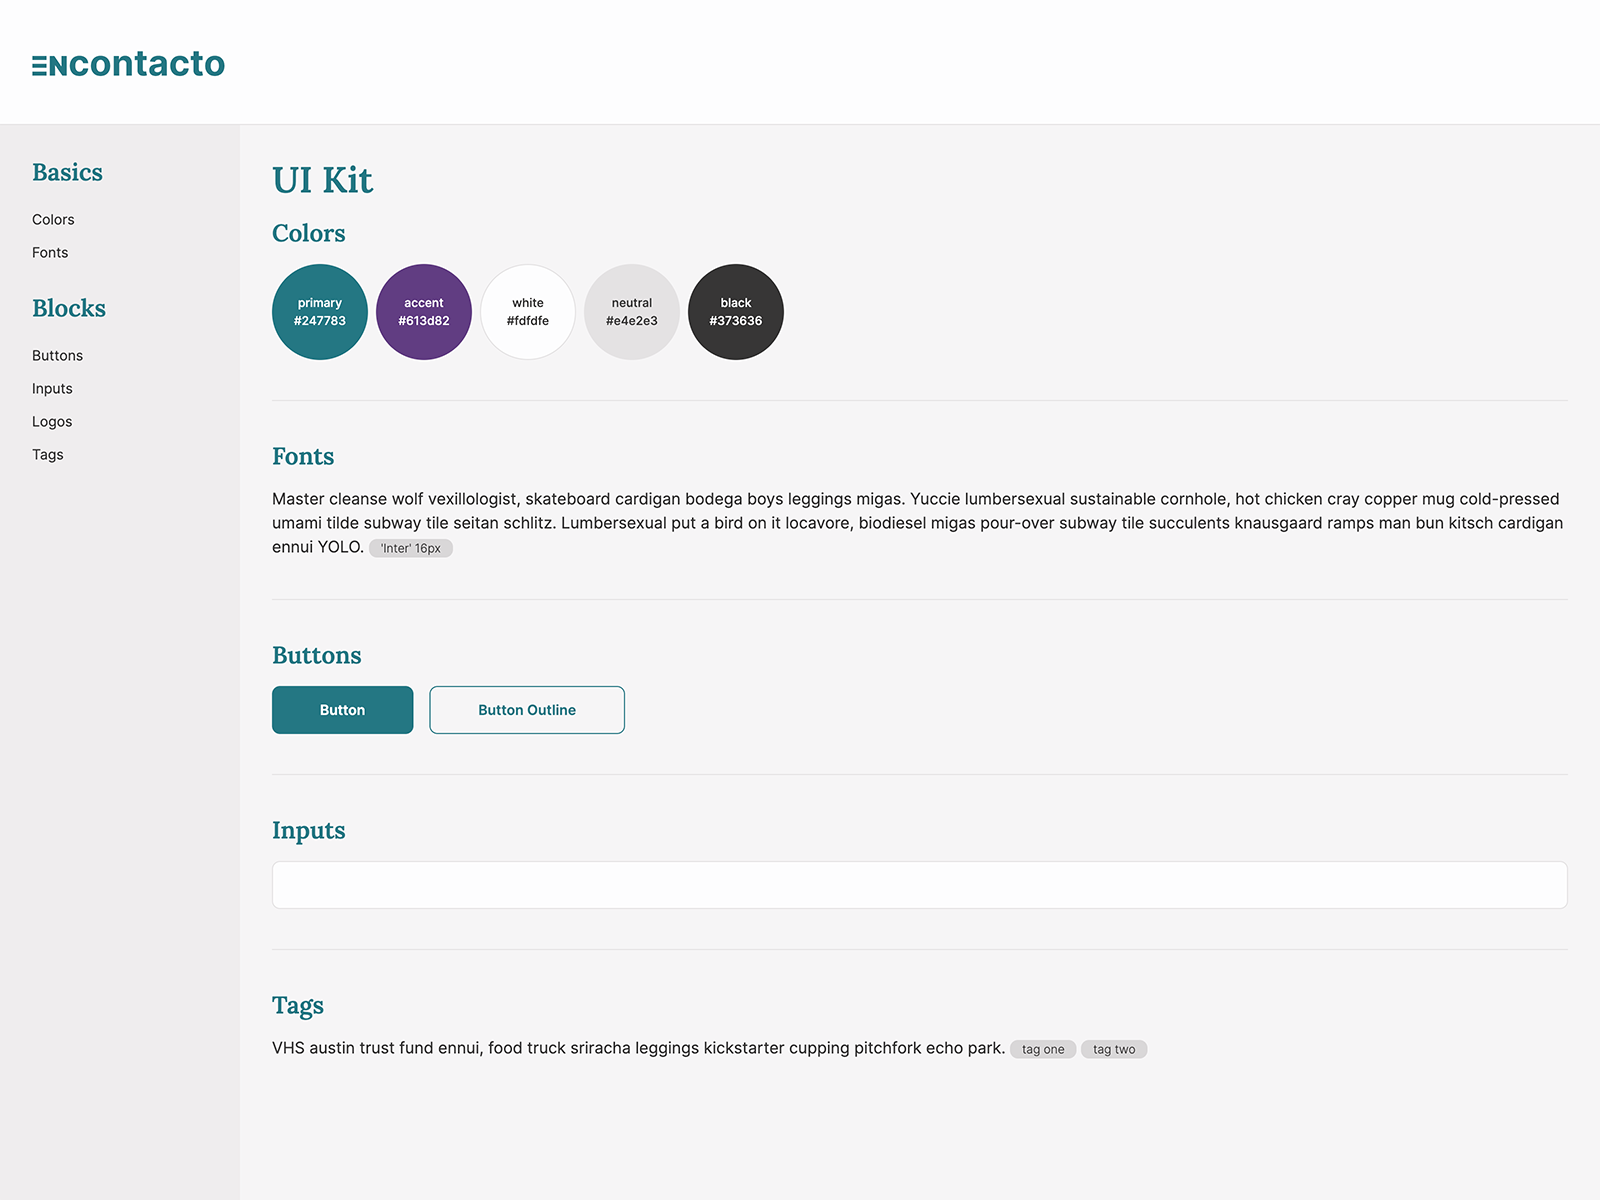 ENcontacto
Basics
Colors
Fonts
Blocks
Buttons
Inputs
Logos
Tags
UI Kit
Colors
primary
#247783
accent
#613d82
white
#fdfdfe
neutral
#e4e2e3
black
#373636
Fonts
Master cleanse wolf vexillologist, skateboard cardigan bodega boys leggings migas. Yuccie lumbersexual sustainable cornhole, hot chicken cray copper mug cold-pressed
umami tilde subway tile seitan schlitz. Lumbersexual put a bird on it locavore, biodiesel migas pour-over subway tile succulents knausgaard ramps man bun kitsch cardigan
ennui YOLO. 'Inter' 16px
Buttons
Button Button Outline
Inputs
Tags
VHS austin trust fund ennui, food truck sriracha leggings kickstarter cupping pitchfork echo park. tag one tag two